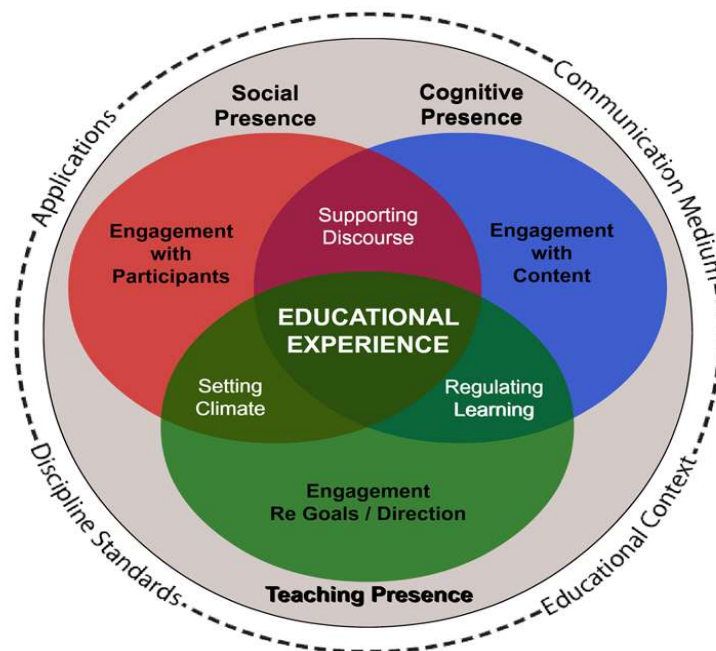 Social
Presence
Cognitive
Presence
Applications
Communication Medium
Engagement
with
Participants
Supporting
Discourse
Engagement
with
Content
EDUCATIONAL
EXPERIENCE
Setting
Climate
Regulating
Learning
Engagement
Re Goals / Direction
Teaching Presence
Discipline Standards
Educational Context